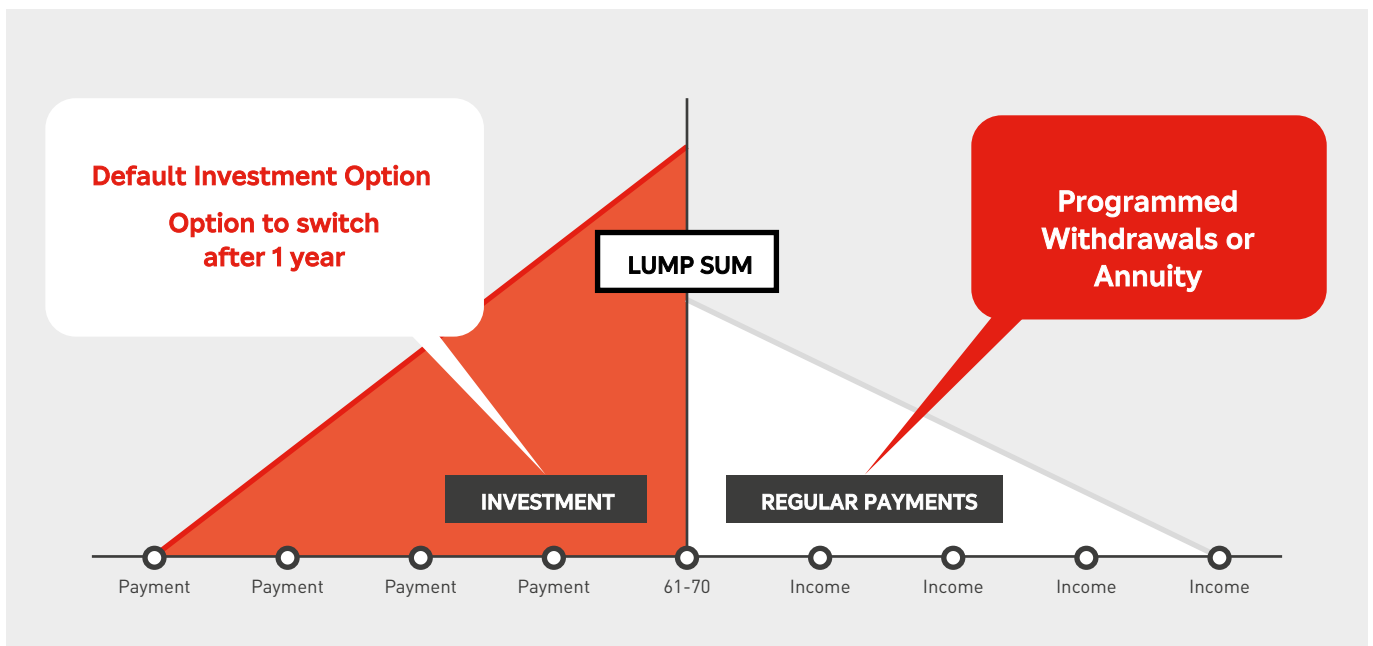 Default Investment Option
Option to switch
after 1 year
LUMP SUM
Programmed
Withdrawals or
Annuity
INVESTMENT
REGULAR PAYMENTS
Payment
Payment
Payment
Payment
61-70
Income
Income
Income
Income